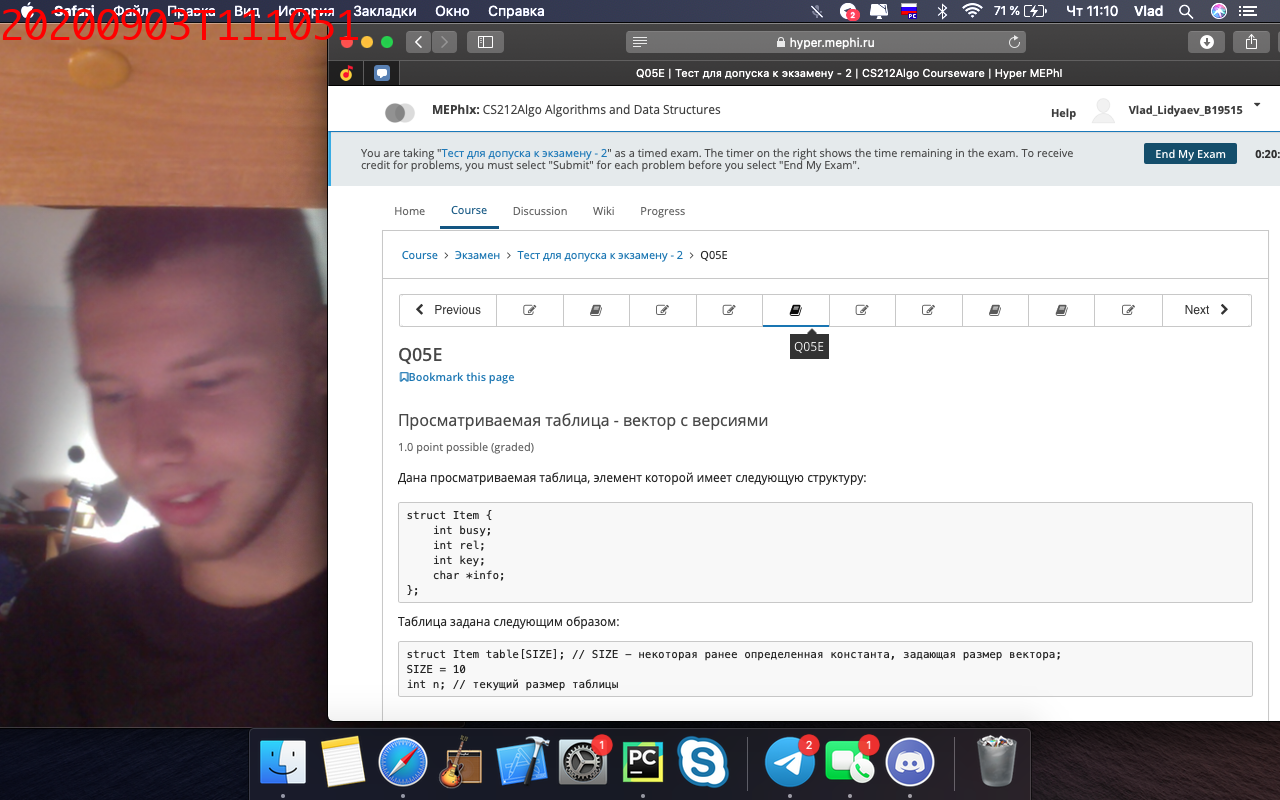 20200903T111051
Safari Файл Правка Вид История Закладки Окно Справка
2
РС
71 %
Чт 11:10
Vlad
hyper.mephi.ru
Q05E | Тест для допуска к экзамену - 2 | CS212Algo Courseware | Hyper MEPhI
MEPhIx: CS212Algo Algorithms and Data Structures
Help
Vlad_Lidyaev_B19515
You are taking "Тест для допуска к экзамену - 2" as a timed exam. The timer on the right shows the time remaining in the exam. To receive
credit for problems, you must select "Submit" for each problem before you select "End My Exam".
End My Exam
0:20:
Home Course Discussion Wiki Progress
Course > Экзамен > Тест для допуска к экзамену - 2 > Q05E
Previous
Next
Q05E
Q05E
Bookmark this page
Просматриваемая таблица - вектор с версиями
1.0 point possible (graded)
Дана просматриваемая таблица, элемент которой имеет следующую структуру:
struct Item {
int busy;
int rel;
int key;
char *info;
};
Таблица задана следующим образом:
struct Item table[SIZE]; // SIZE – некоторая ранее определенная константа, задающая размер вектора;
SIZE = 10
int n; // текущий размер таблицы
1
PC
2
1